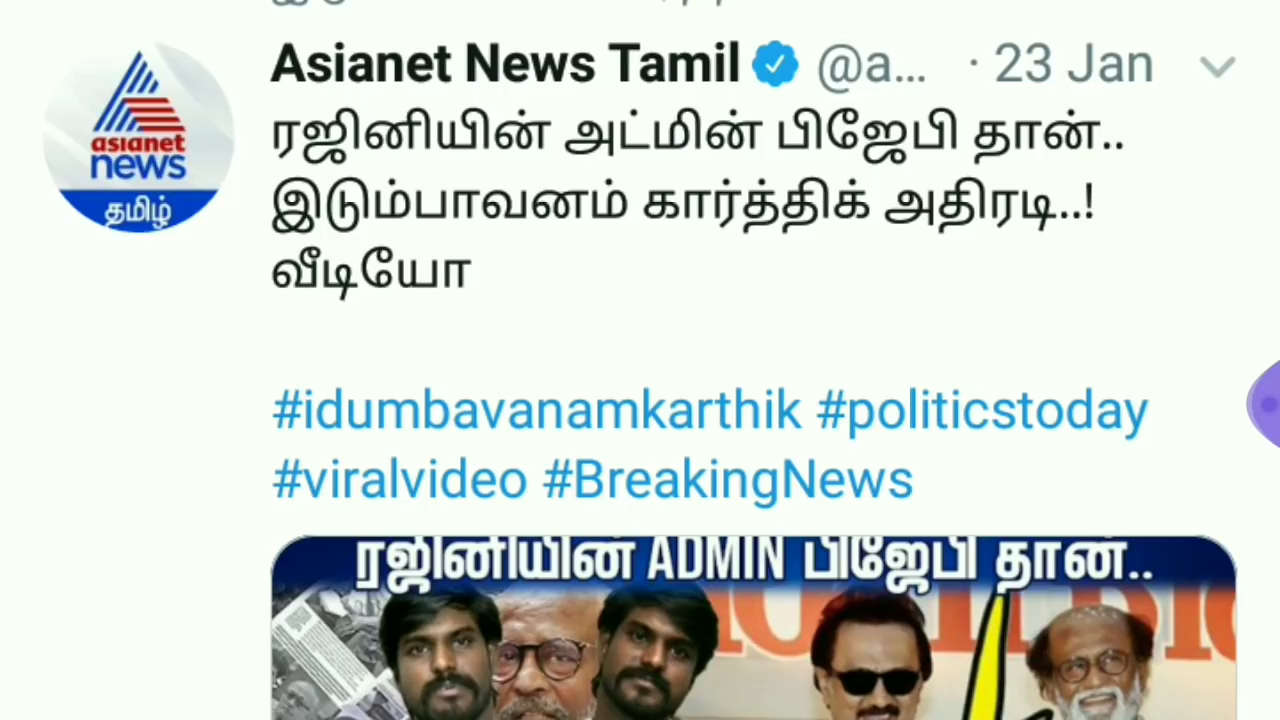 Asianet News Tamil @a... · 23 Jan
asianet
news
தமிழ்
ரஜினியின் அட்மின் பிஜேபி தான்..
இடும்பாவனம் கார்த்திக் அதிரடி..!
வீடியோ
#idumbavanamkarthik #politicstoday
#viralvideo #BreakingNews
ரஜினியின் ADMIN பிஜேபி தான்..